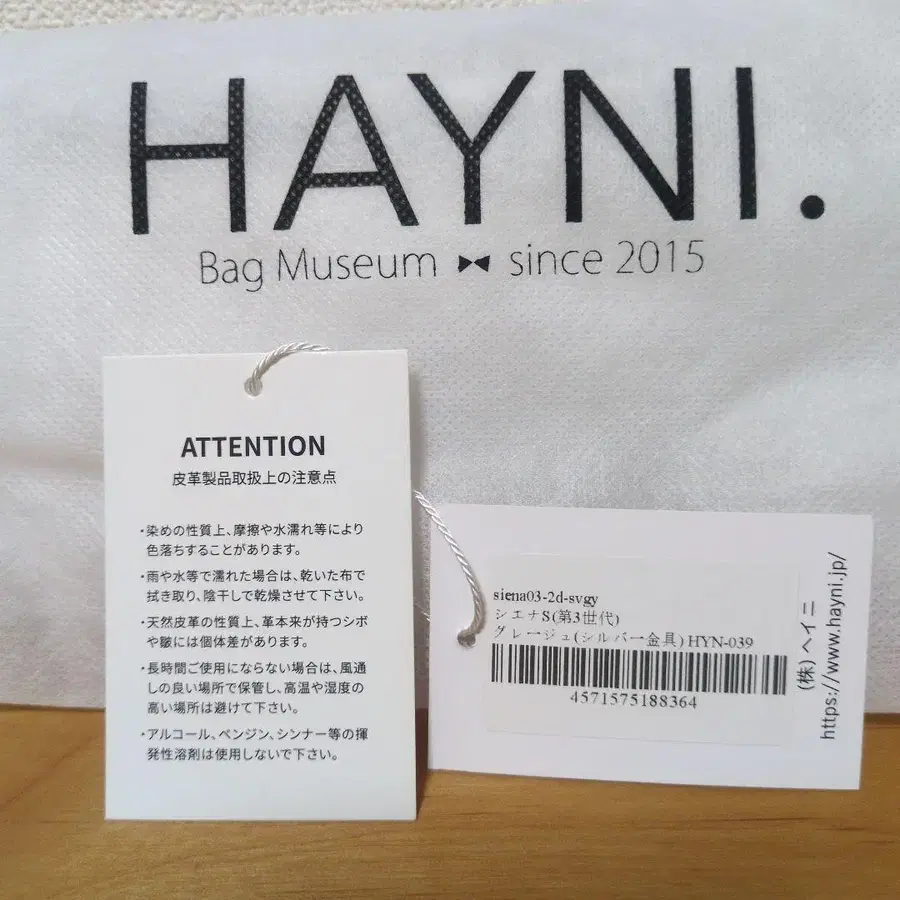 HAYNI.
Bag Museum since 2015
ATTENTION
皮革製品取扱上の注意点
・染めの性質上、摩擦や水濡れ等により
色落ちすることがあります。
・雨や水等で濡れた場合は、乾いた布で
拭き取り、陰干しで乾燥させて下さい。
・天然皮革の性質上、革本来が持つシボ
や皺には個体差があります。
・長時間ご使用にならない場合は、風通
しの良い場所で保管し、高温や湿度の
高い場所は避けて下さい。
・アルコール、ベンジン、シンナー等の揮
発性溶剤は使用しないで下さい。
siena03-2d-svgy
シエナS(第3世代)
グレージュ(シルバー金具) HYN-039
4571575188364
(株) ヘイニ
https://www.hayni.jp/